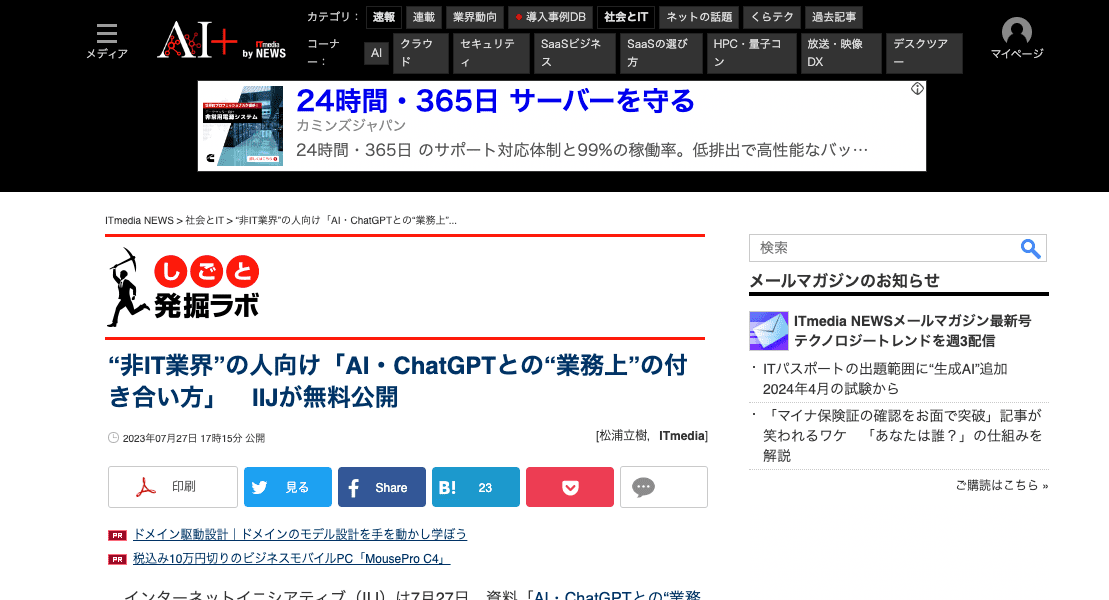 メディア
AI+
by ITmedia NEWS
カテゴリ： 速報 連載 業界動向 導入事例DB 社会とIT ネットの話題 くらテク 過去記事
コーナー： AI クラウド セキュリティ SaaSビジネス SaaSの選び方 HPC・量子コン 放送・映像DX デスクツアー
マイページ
非常用電源システム
24時間・365日 サーバーを守る
カミンズジャパン
24時間・365日 のサポート対応体制と99%の稼働率。低排出で高性能なバッ…
ITmedia NEWS > 社会とIT > “非IT業界”の人向け「AI・ChatGPTとの“業務上”...
しごと
発掘ラボ
“非IT業界”の人向け「AI・ChatGPTとの“業務上”の付
き合い方」　IIJが無料公開
2023年07月27日 17時15分 公開
[松浦立樹, ITmedia]
印刷 見る Share B! 23
PR ドメイン駆動設計｜ドメインのモデル設計を手を動かし学ぼう
PR 税込み10万円切りのビジネスモバイルPC「MousePro C4」
インターネットイニシアティブ（IIJ）は7月27日、資料「AI・ChatGPTとの“業務
検索
メールマガジンのお知らせ
ITmedia NEWSメールマガジン最新号
テクノロジートレンドを週3配信
・ITパスポートの出題範囲に“生成AI”追加
2024年4月の試験から
・「マイナ保険証の確認をお面で突破」記事が
笑われるワケ　「あなたは誰？」の仕組みを
解説
ご購読はこちら »